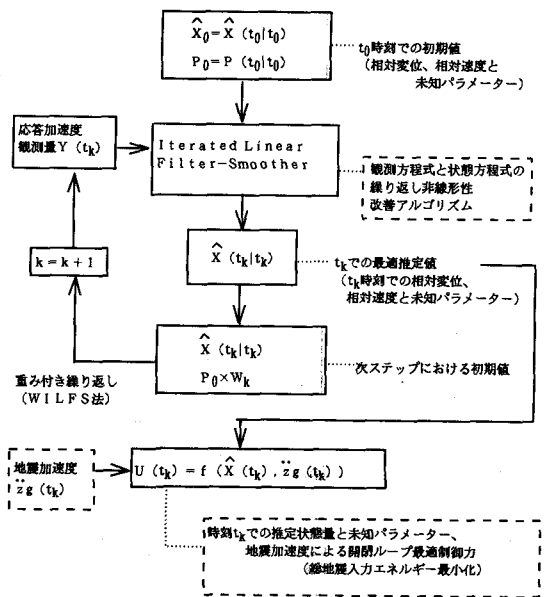 X̂₀=X̂(t₀|t₀)
P₀=P(t₀|t₀)
t₀時刻での初期値
(相対変位、相対速度と
未知パラメーター)
応答加速度
観測量Y(tₖ)
Iterated Linear
Filter-Smoother
観測方程式と状態方程式の
繰り返し非線形性
改善アルゴリズム
k=k+1
X̂(tₖ|tₖ)
tₖでの最適推定値
(tₖ時刻での相対変位、
相対速度と未知パラメーター)
X̂(tₖ|tₖ)
P₀×Wₖ
次ステップにおける初期値
重み付き繰り返し
(WILFS法)
地震加速度
z̈g(tₖ)
U(tₖ)=f(X̂(tₖ),z̈g(tₖ))
時刻tₖでの推定状態量と未知パラメーター、
地震加速度による開閉ループ最適制御力
(総地震入力エネルギー最小化)